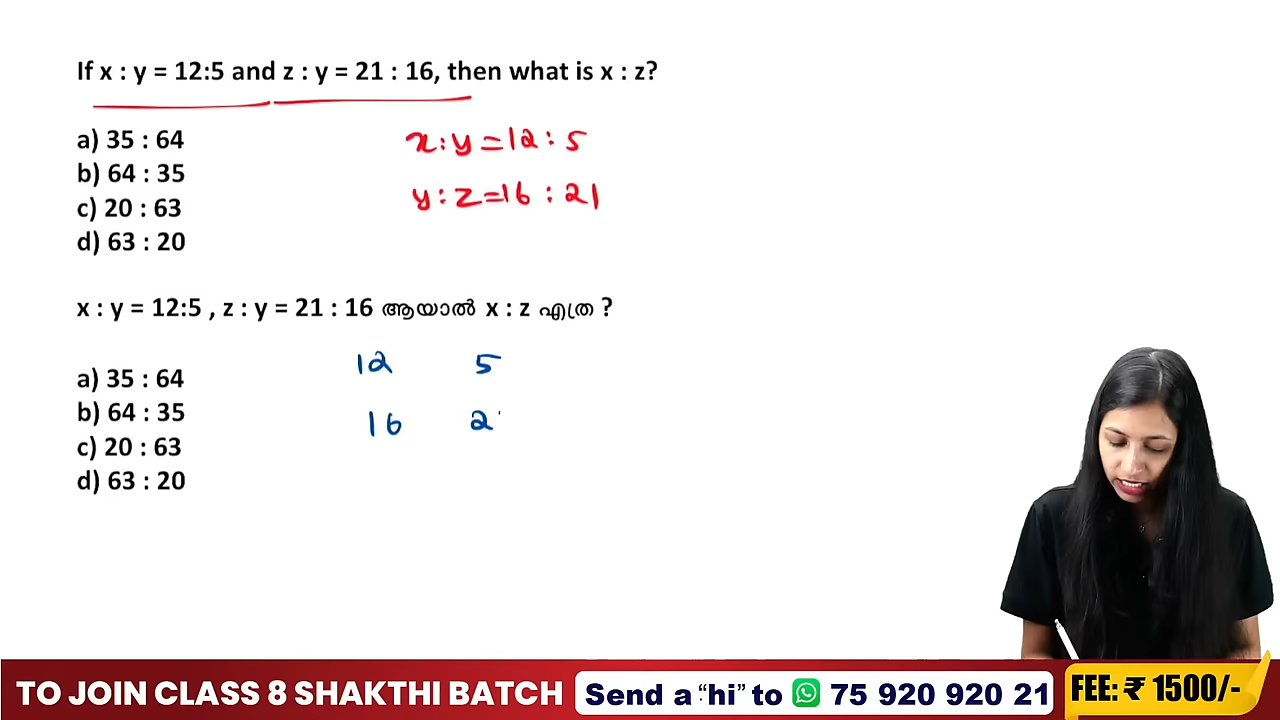 If x : y = 12:5 and z : y = 21 : 16, then what is x : z?
a) 35 : 64
b) 64 : 35
c) 20 : 63
d) 63 : 20
x:y=12:5
y:z=16:21
x : y = 12:5 , z : y = 21 : 16 ആയാൽ x : z എത്ര ?
a) 35 : 64
b) 64 : 35
c) 20 : 63
d) 63 : 20
12 5
16 2
TO JOIN CLASS 8 SHAKTHI BATCH Send a “hi” to 75 920 920 21 FEE: ₹ 1500/-